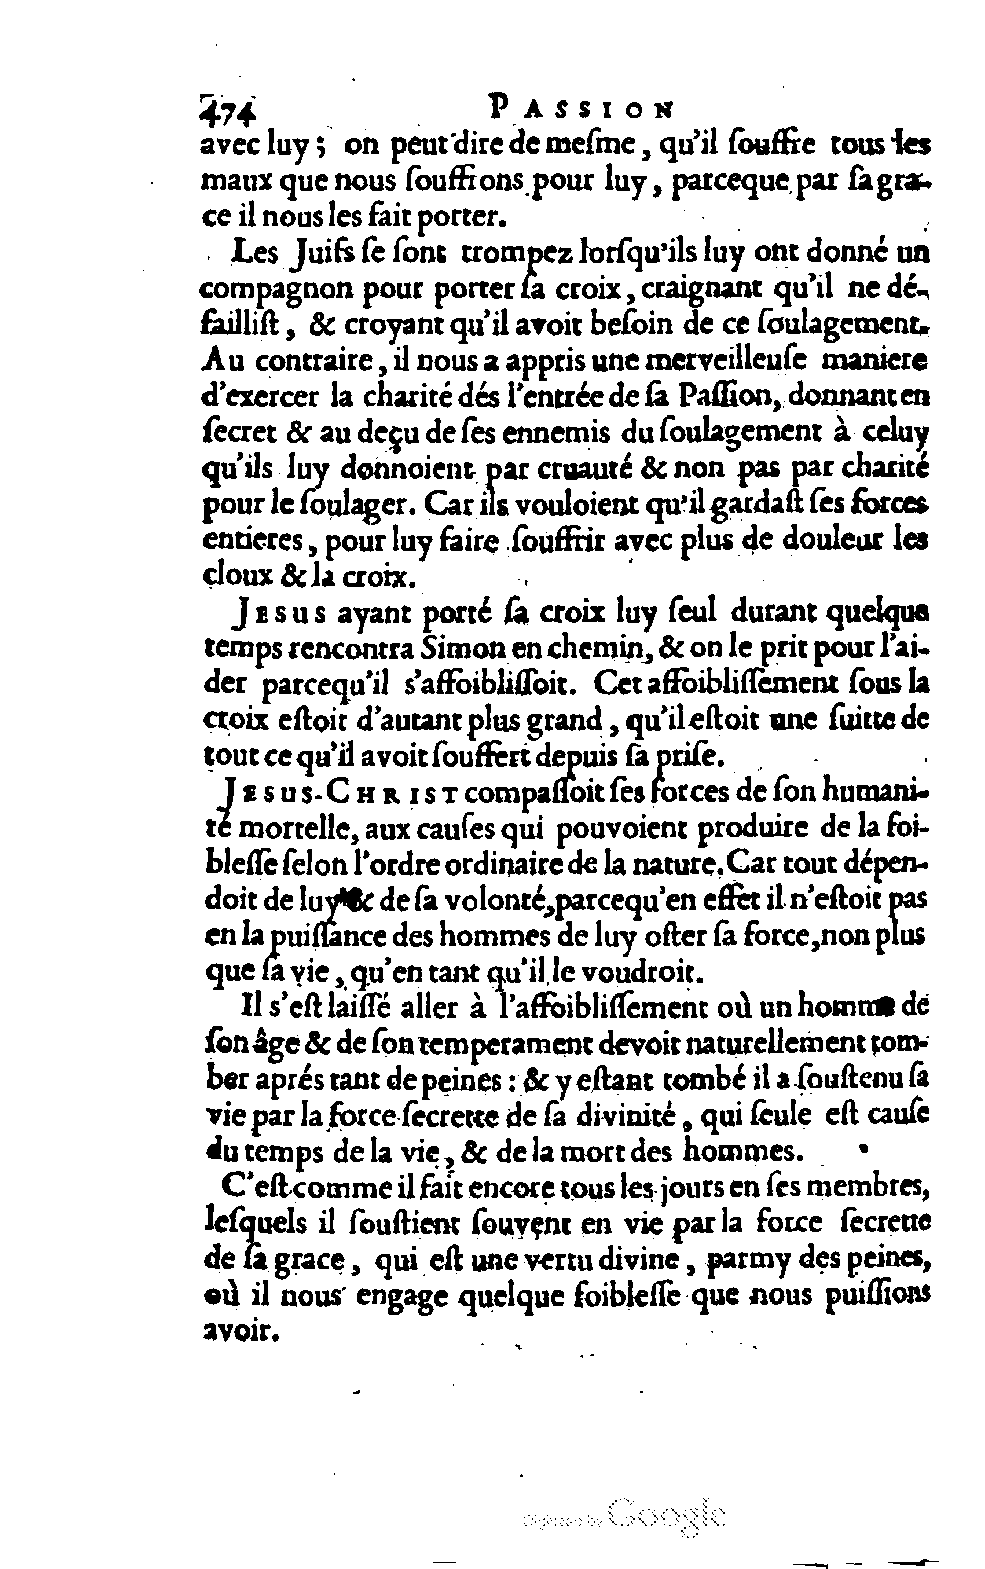 474 PASSION
avec luy ; on peut dire de meſme, qu'il ſouffre tous les
maux que nous ſouffrons pour luy, parceque par ſa gra-
ce il nous les fait porter.
Les Juifs ſe ſont trompez lorſqu'ils luy ont donné un
compagnon pour porter ſa croix, craignant qu'il ne dé-
failliſt, & croyant qu'il avoit beſoin de ce ſoulagement.
Au contraire, il nous a appris une merveilleuſe maniere
d'exercer la charité dés l'entrée de ſa Paſſion, donnant en
ſecret & au deçu de ſes ennemis du ſoulagement à celuy
qu'ils luy donnoient par cruauté & non pas par charité
pour le ſoulager. Car ils vouloient qu'il gardaſt ſes forces
entieres, pour luy faire ſouffrir avec plus de douleur les
cloux & la croix.
JESUS ayant porté ſa croix luy ſeul durant quelque
temps rencontra Simon en chemin, & on le prit pour l'ai-
der parcequ'il s'affoibliſſoit. Cet affoibliſſement ſous la
croix eſtoit d'autant plus grand, qu'il eſtoit une ſuitte de
tout ce qu'il avoit ſouffert depuis ſa priſe.
JESUS-CHRIST compaſſoit ſes forces de ſon humani-
té mortelle, aux cauſes qui pouvoient produire de la foi-
bleſſe ſelon l'ordre ordinaire de la nature. Car tout dépen-
doit de luy & de ſa volonté, parcequ'en effet il n'eſtoit pas
en la puiſſance des hommes de luy oſter ſa force, non plus
que ſa vie, qu'en tant qu'il le voudroit.
Il s'eſt laiſſé aller à l'affoibliſſement où un homme de
ſon âge & de ſon temperament devoit naturellement tom-
ber aprés tant de peines : & y eſtant tombé il a ſouſtenu ſa
vie par la force ſecrette de ſa divinité, qui ſeule eſt cauſe
du temps de la vie, & de la mort des hommes.
C'eſt comme il fait encore tous les jours en ſes membres,
leſquels il ſouſtient ſouvent en vie par la force ſecrette
de ſa grace, qui eſt une vertu divine, parmy des peines,
où il nous engage quelque foibleſſe que nous puiſſions
avoir.
Digitized by Google